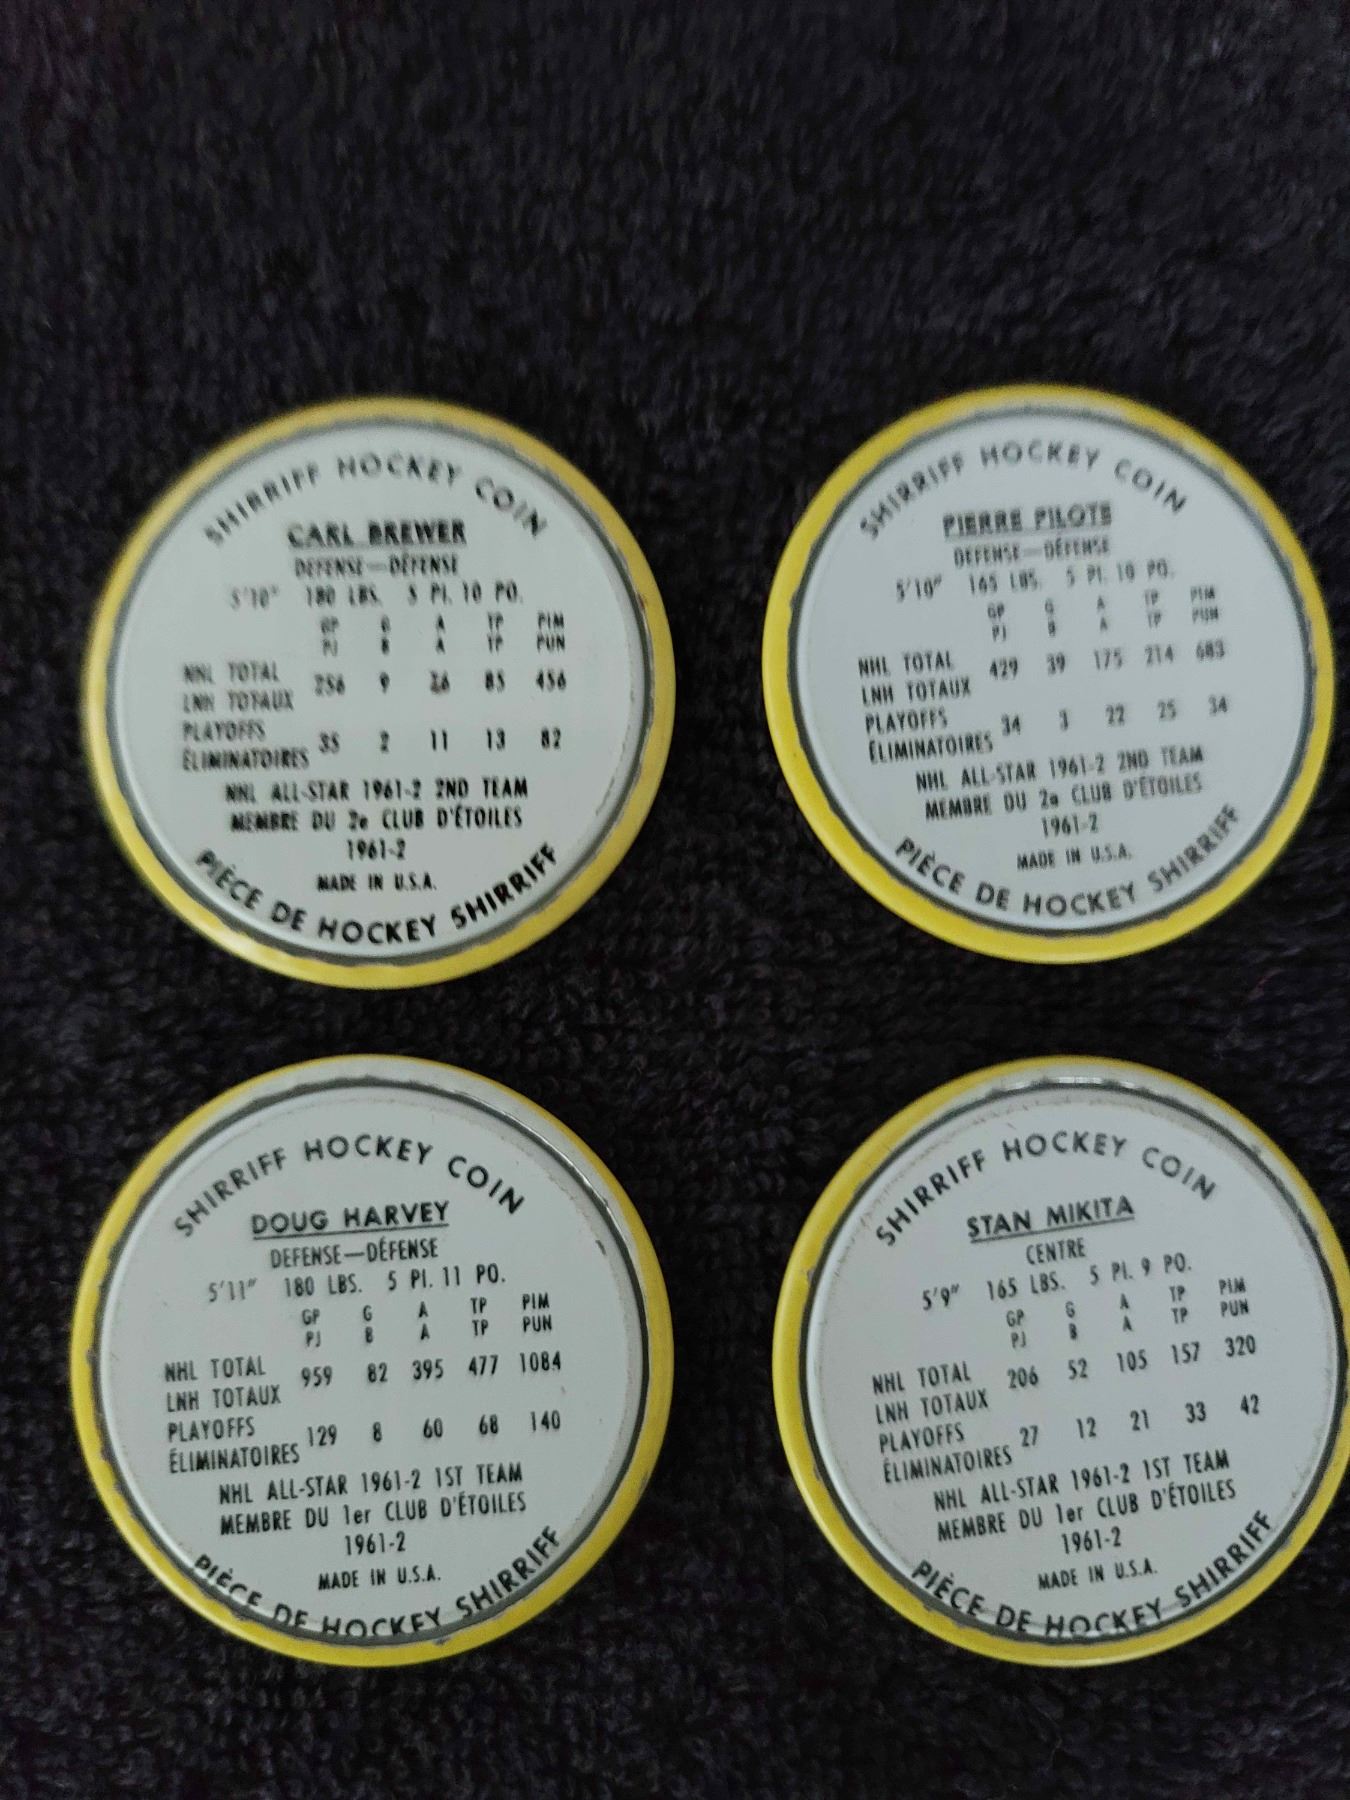 SHIRRIFF HOCKEY COIN
CARL BREWER
DEFENSE—DÉFENSE
5'10" 180 LBS. 5 PI. 10 PO.
GP G A TP PIM
PJ B A TP PUN
NHL TOTAL
LNH TOTAUX 256 9 26 85 456
PLAYOFFS
ÉLIMINATOIRES 35 2 11 13 82
NHL ALL-STAR 1961-2 2ND TEAM
MEMBRE DU 2e CLUB D'ÉTOILES
1961-2
MADE IN U.S.A.
PIÈCE DE HOCKEY SHIRRIFF
SHIRRIFF HOCKEY COIN
PIERRE PILOTE
DEFENSE—DÉFENSE
5'10" 165 LBS. 5 PI. 10 PO.
GP G A TP PIM
PJ B A TP PUN
NHL TOTAL 429 39 175 214 683
LNH TOTAUX
PLAYOFFS
ÉLIMINATOIRES 34 3 22 25 34
NHL ALL-STAR 1961-2 2ND TEAM
MEMBRE DU 2e CLUB D'ÉTOILES
1961-2
MADE IN U.S.A.
PIÈCE DE HOCKEY SHIRRIFF
SHIRRIFF HOCKEY COIN
DOUG HARVEY
DEFENSE—DÉFENSE
5'11" 180 LBS. 5 PI. 11 PO.
GP G A TP PIM
PJ B A TP PUN
NHL TOTAL 959 82 395 477 1084
LNH TOTAUX
PLAYOFFS
ÉLIMINATOIRES 129 8 60 68 140
NHL ALL-STAR 1961-2 1ST TEAM
MEMBRE DU 1er CLUB D'ÉTOILES
1961-2
MADE IN U.S.A.
PIÈCE DE HOCKEY SHIRRIFF
SHIRRIFF HOCKEY COIN
STAN MIKITA
CENTRE
5'9" 165 LBS. 5 PI. 9 PO.
GP G A TP PIM
PJ B A TP PUN
NHL TOTAL 206 52 105 157 320
LNH TOTAUX
PLAYOFFS
ÉLIMINATOIRES 27 12 21 33 42
NHL ALL-STAR 1961-2 1ST TEAM
MEMBRE DU 1er CLUB D'ÉTOILES
1961-2
MADE IN U.S.A.
PIÈCE DE HOCKEY SHIRRIFF